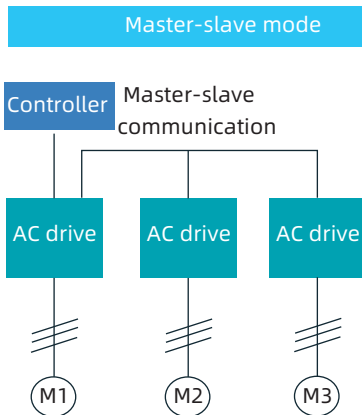 Master-slave mode
Controller
Master-slave
communication
AC drive
AC drive
AC drive
M1
M2
M3